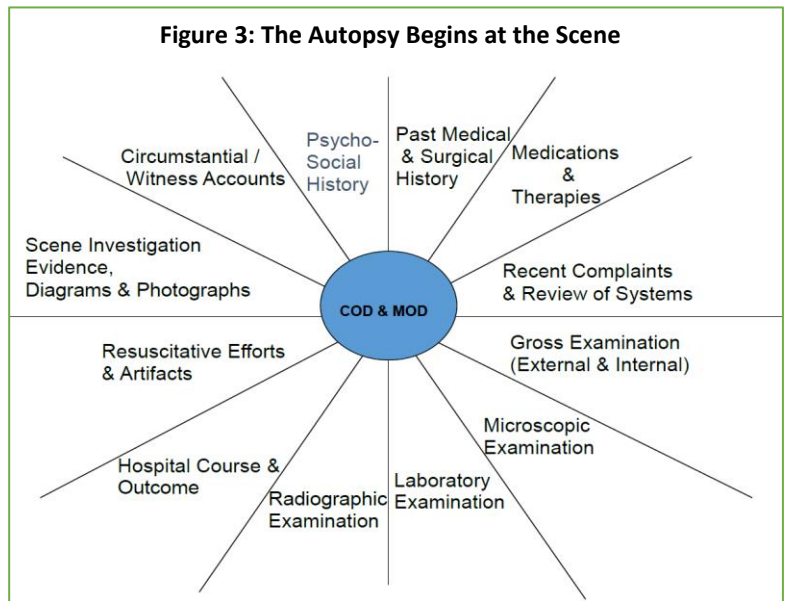 Figure 3: The Autopsy Begins at the Scene
Circumstantial /
Witness Accounts
Psycho-
Social
History
Past Medical
& Surgical
History
Medications
&
Therapies
Scene Investigation
Evidence,
Diagrams & Photographs
Recent Complaints
& Review of Systems
COD & MOD
Resuscitative Efforts
& Artifacts
Gross Examination
(External & Internal)
Hospital Course &
Outcome
Radiographic
Examination
Laboratory
Examination
Microscopic
Examination